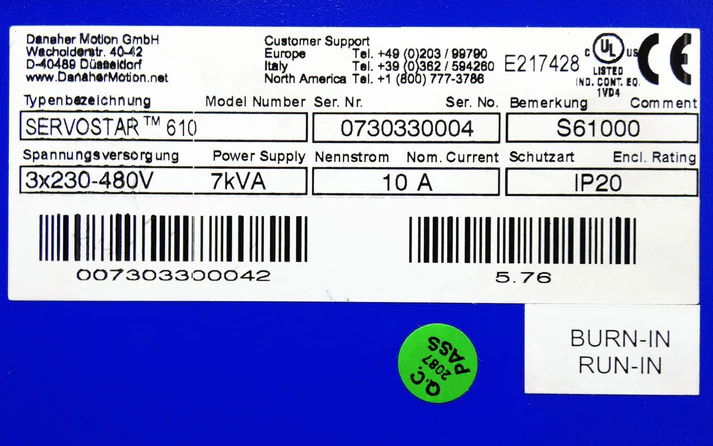 Danaher Motion GmbH
Wacholderstr. 40-42
D-40489 Düsseldorf
www.DanaherMotion.net
Customer Support
Europe Tel. +49 (0)203 / 99790
Italy Tel. +39 (0)362 / 594260
North America Tel. +1 (800) 777-3786
E217428
C UL US
LISTED
IND. CONT. EQ.
1VD4
CE
Typenbezeichnung Model Number Ser. Nr. Ser. No. Bemerkung Comment
SERVOSTAR™ 610 0730330004 S61000
Spannungsversorgung Power Supply Nennstrom Nom. Current Schutzart Encl. Rating
3x230-480V 7kVA 10 A IP20
007303300042 5.76
BURN-IN
RUN-IN
Q.C
2087
PASS